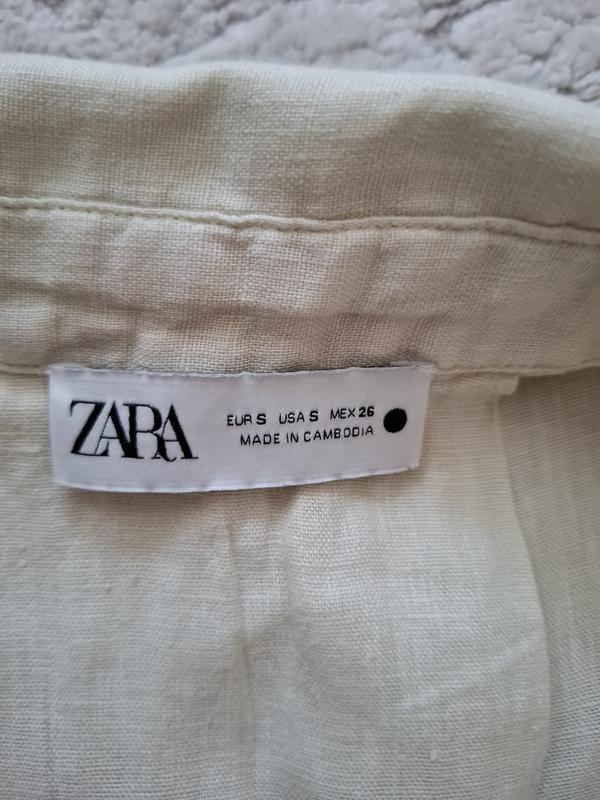 ZARA
EUR S USA S MEX 26
MADE IN CAMBODIA